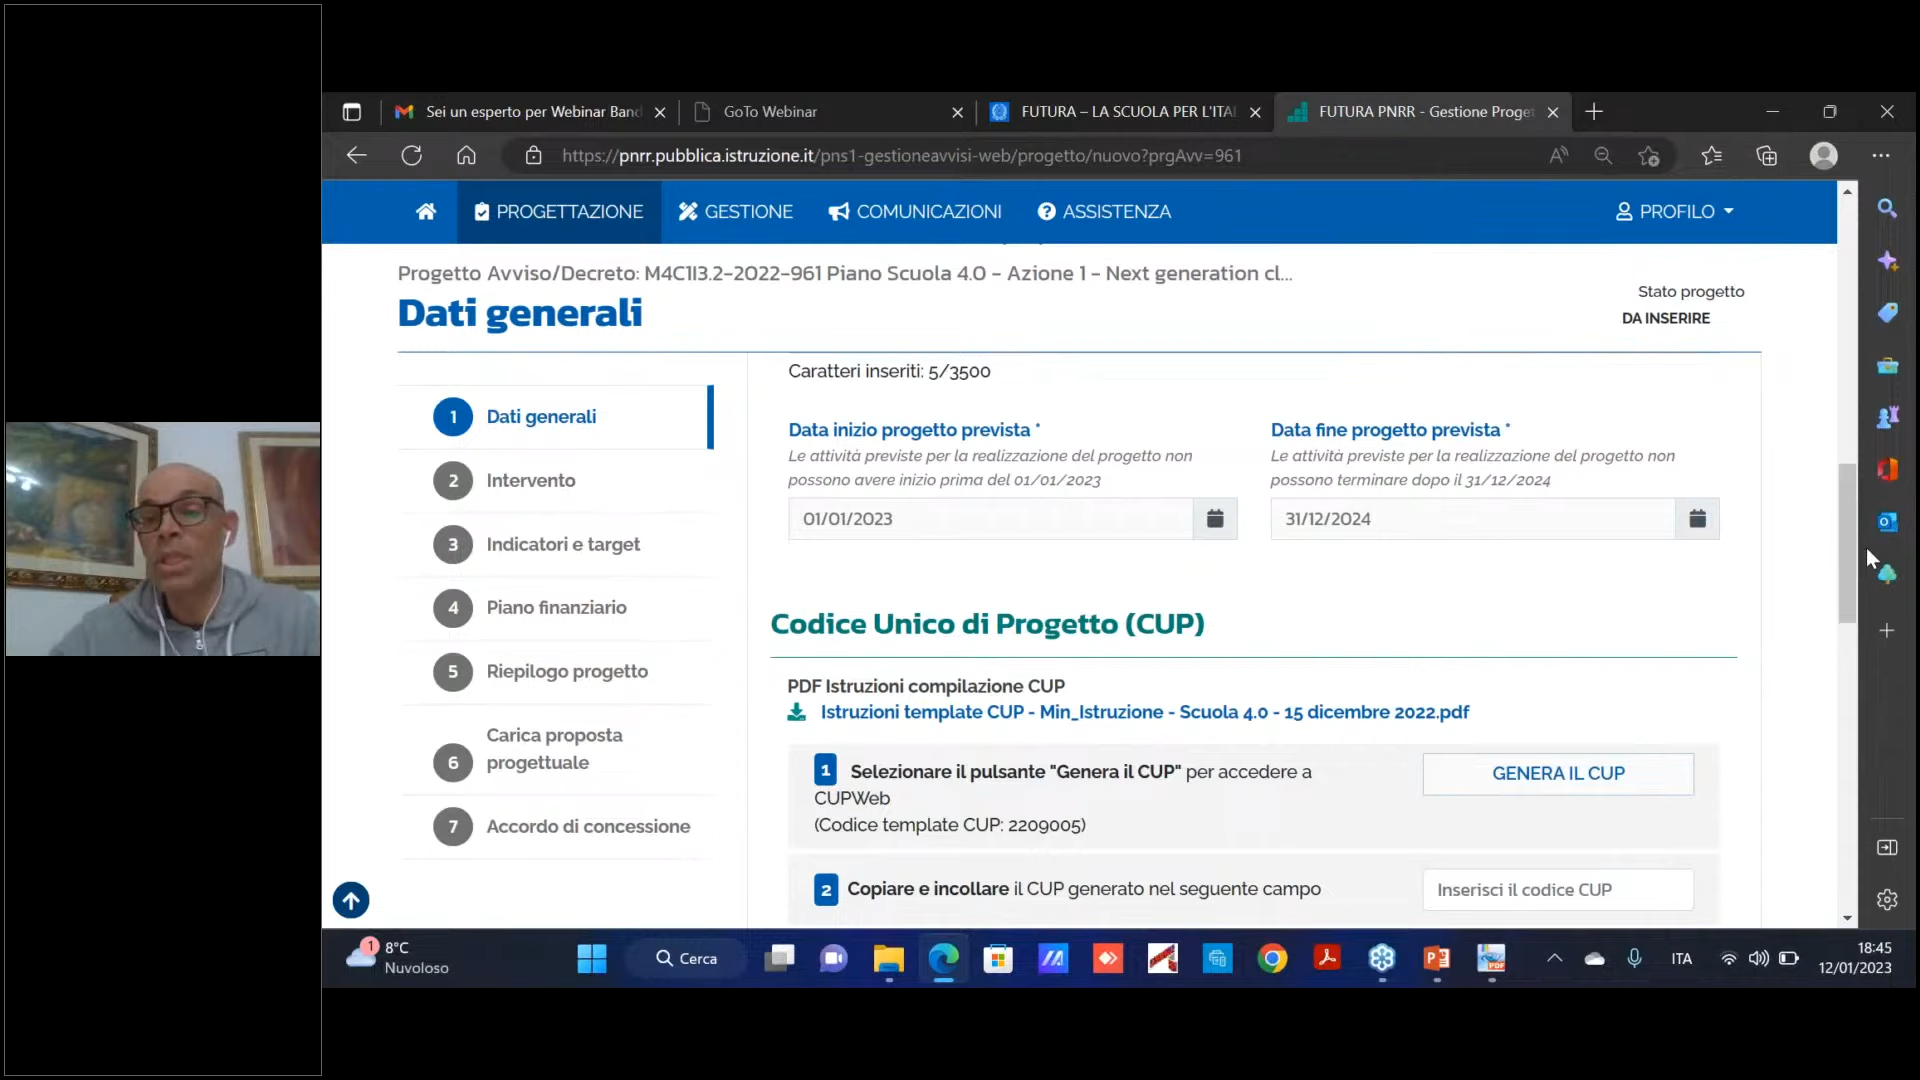 Sei un esperto per Webinar Band
GoTo Webinar
FUTURA – LA SCUOLA PER L'ITAL
FUTURA PNRR - Gestione Proget
https://pnrr.pubblica.istruzione.it/pns1-gestioneavvisi-web/progetto/nuovo?prgAvv=961
PROGETTAZIONE
GESTIONE
COMUNICAZIONI
ASSISTENZA
PROFILO
Progetto Avviso/Decreto: M4C1I3.2-2022-961 Piano Scuola 4.0 - Azione 1 - Next generation cl...
Dati generali
Stato progetto
DA INSERIRE
1 Dati generali
2 Intervento
3 Indicatori e target
4 Piano finanziario
5 Riepilogo progetto
6 Carica proposta
progettuale
7 Accordo di concessione
Caratteri inseriti: 5/3500
Data inizio progetto prevista *
Le attività previste per la realizzazione del progetto non
possono avere inizio prima del 01/01/2023
01/01/2023
Data fine progetto prevista *
Le attività previste per la realizzazione del progetto non
possono terminare dopo il 31/12/2024
31/12/2024
Codice Unico di Progetto (CUP)
PDF Istruzioni compilazione CUP
Istruzioni template CUP - Min_Istruzione - Scuola 4.0 - 15 dicembre 2022.pdf
1 Selezionare il pulsante "Genera il CUP" per accedere a
CUPWeb
(Codice template CUP: 2209005)
GENERA IL CUP
2 Copiare e incollare il CUP generato nel seguente campo
Inserisci il codice CUP
1
8°C
Nuvoloso
Cerca
ITA
18:45
12/01/2023